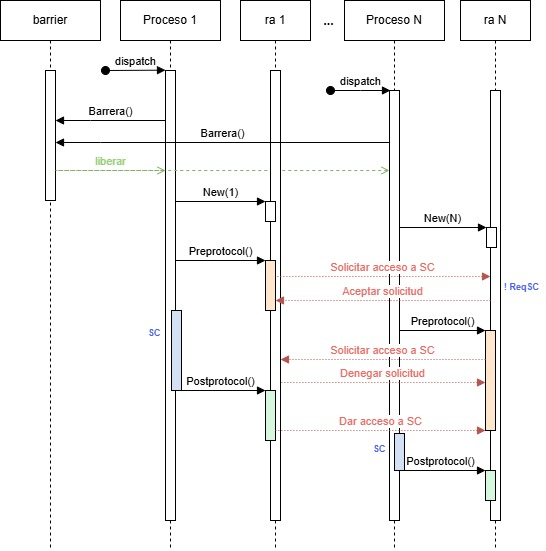 barrier
Proceso 1
ra 1
...
Proceso N
ra N
dispatch
dispatch
Barrera()
Barrera()
liberar
New(1)
New(N)
Preprotocol()
Solicitar acceso a SC
Aceptar solicitud
! ReqSC
Preprotocol()
SC
Solicitar acceso a SC
Denegar solicitud
Postprotocol()
Dar acceso a SC
SC
Postprotocol()